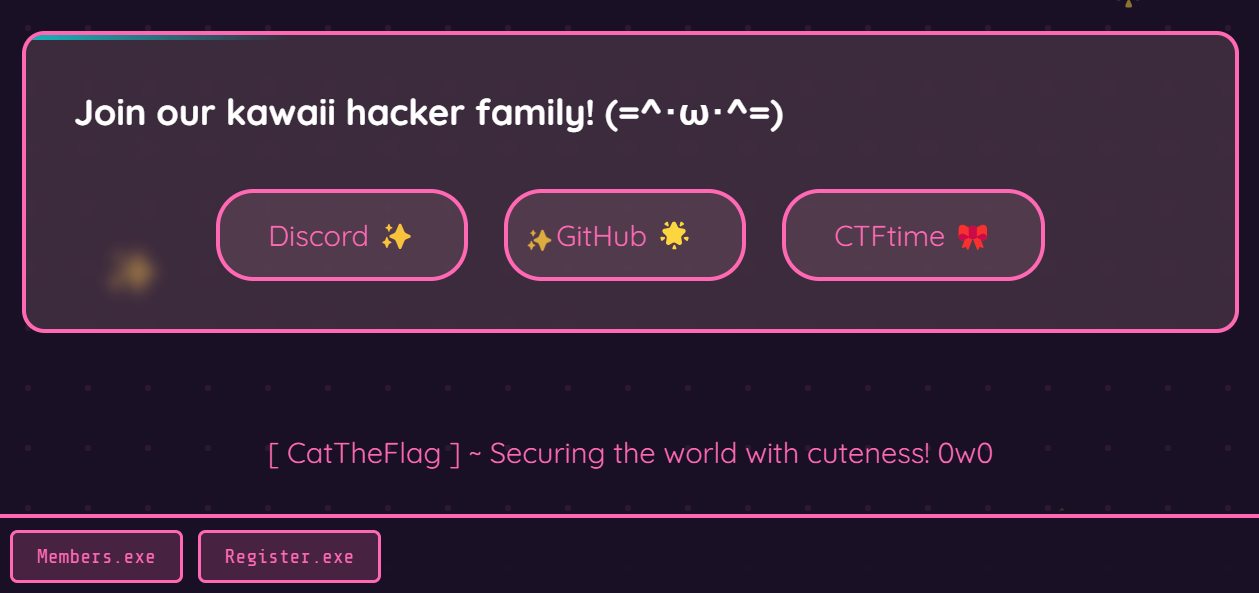 Join our kawaii hacker family! (=^･ω･^=)
Discord ✨
GitHub 🌟
CTFtime 🎀
[ CatTheFlag ] ~ Securing the world with cuteness! 0w0
Members.exe
Register.exe